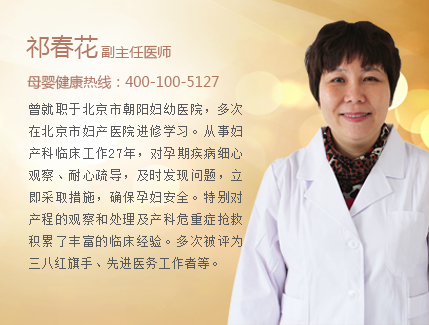 祁春花 副主任医师
母婴健康热线：400-100-5127
曾就职于北京市朝阳妇幼医院，多次
在北京市妇产医院进修学习。从事妇
产科临床工作27年，对孕期疾病细心
观察、耐心疏导，及时发现问题，立
即采取措施，确保孕妇安全。特别对
产程的观察和处理及产科危重症抢救
积累了丰富的临床经验。多次被评为
三八红旗手、先进医务工作者等。